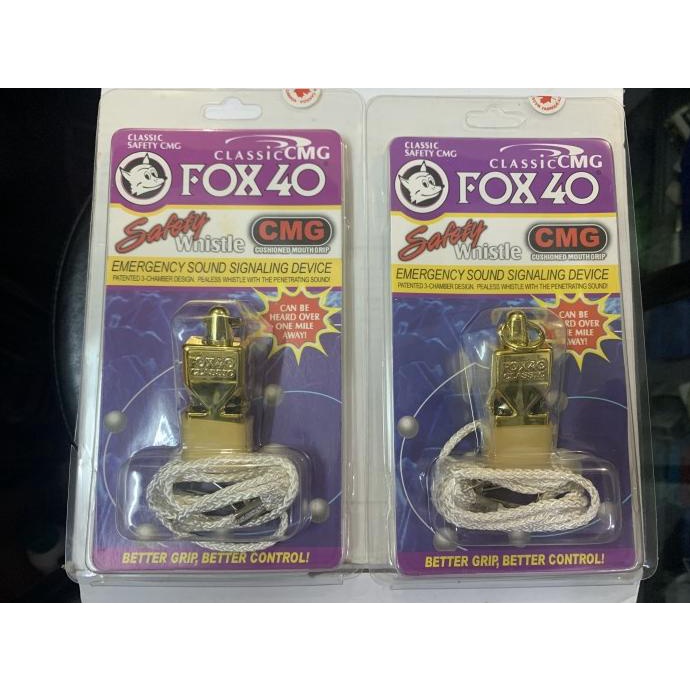 CLASSIC
SAFETY CMG
CLASSIC CMG
FOX 40
Safety
Whistle
CMG
CUSHIONED MOUTH GRIP
EMERGENCY SOUND SIGNALING DEVICE
PATENTED 3-CHAMBER DESIGN. PEALESS WHISTLE WITH THE PENETRATING SOUND!
CAN BE
HEARD OVER
ONE MILE
AWAY!
FOX 40
CLASSIC
BETTER GRIP, BETTER CONTROL!
CLASSIC
SAFETY CMG
CLASSIC CMG
FOX 40
Safety
Whistle
CMG
CUSHIONED MOUTH GRIP
EMERGENCY SOUND SIGNALING DEVICE
PATENTED 3-CHAMBER DESIGN. PEALESS WHISTLE WITH THE PENETRATING SOUND!
CAN BE
HEARD OVER
ONE MILE
AWAY!
FOX 40
CLASSIC
BETTER GRIP, BETTER CONTROL!